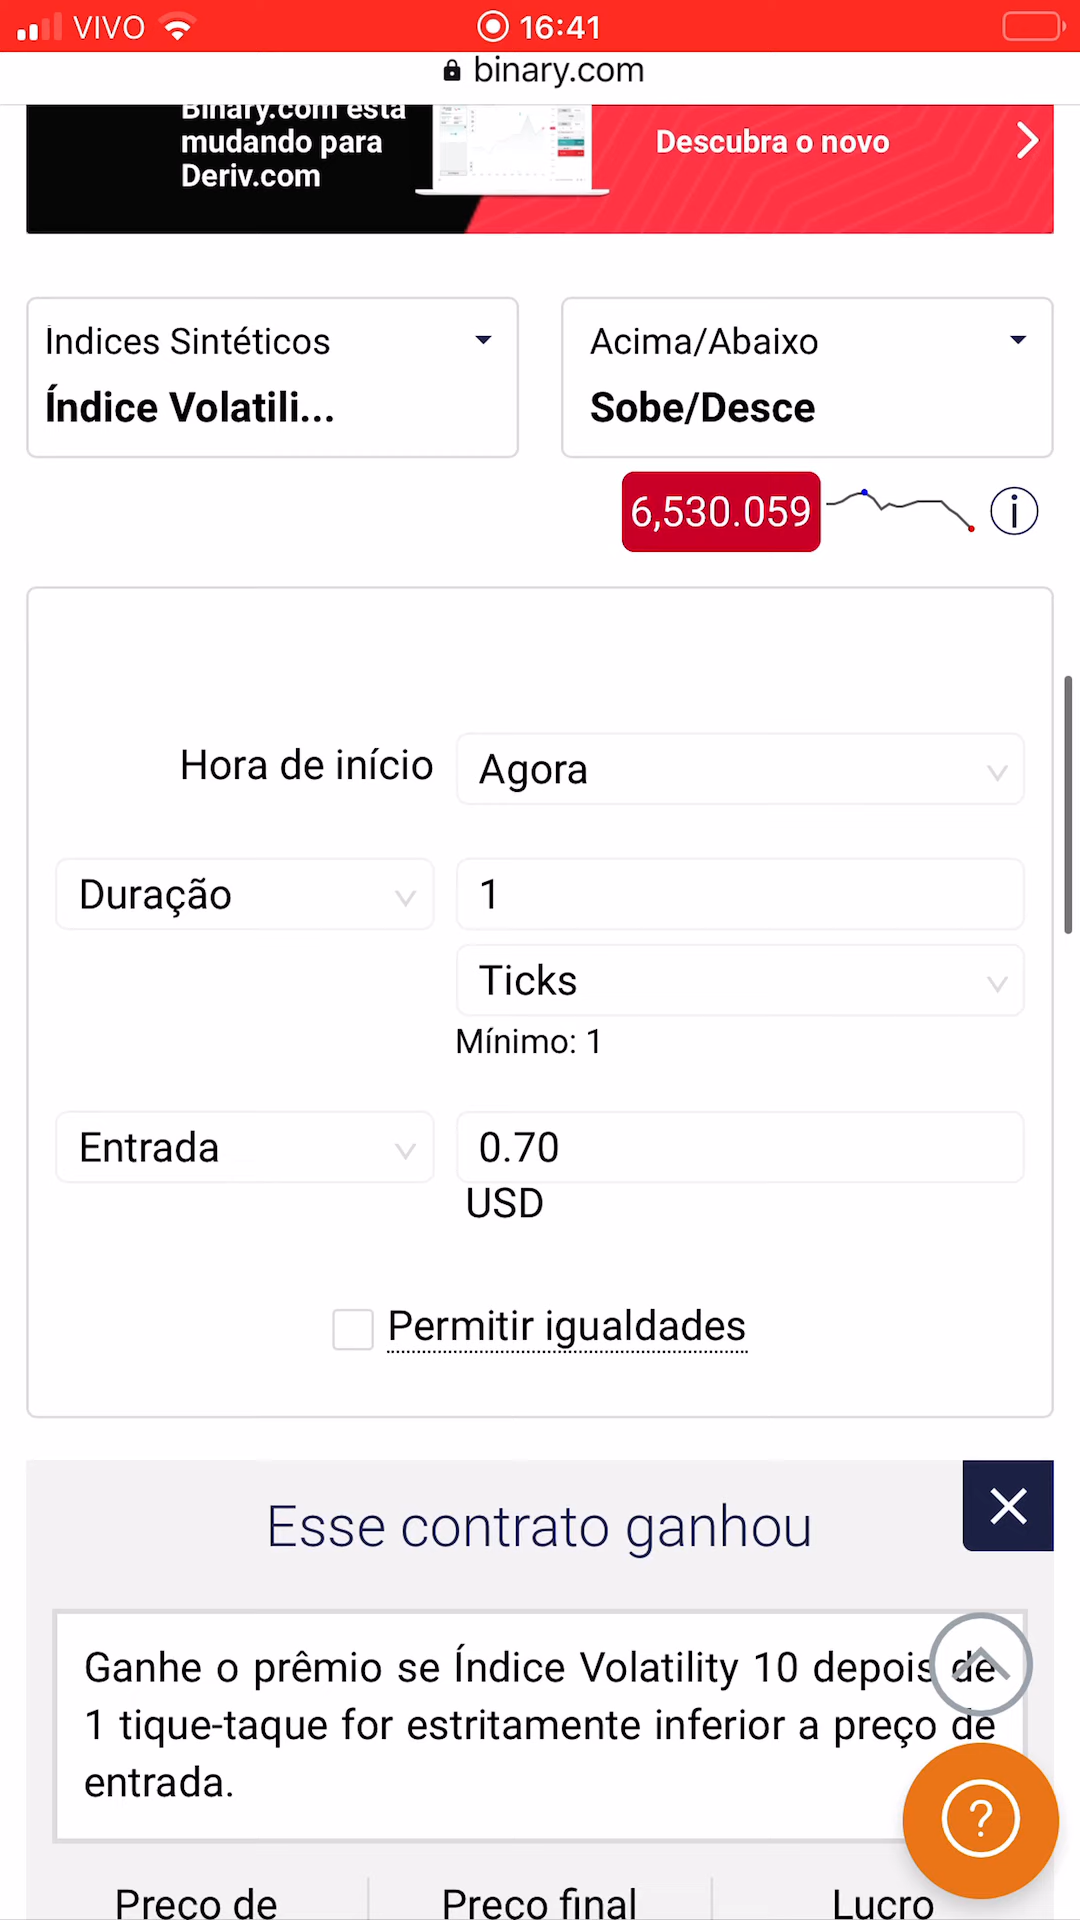 VIVO
16:41
binary.com
Binary.com está
mudando para
Deriv.com
Descubra o novo
Índices Sintéticos
Índice Volatili...
Acima/Abaixo
Sobe/Desce
6,530.059
Hora de início
Agora
Duração
1
Ticks
Mínimo: 1
Entrada
0.70
USD
Permitir igualdades
Esse contrato ganhou
Ganhe o prêmio se Índice Volatility 10 depois de
1 tique-taque for estritamente inferior a preço de
entrada.
Preço de
Preço final
Lucro